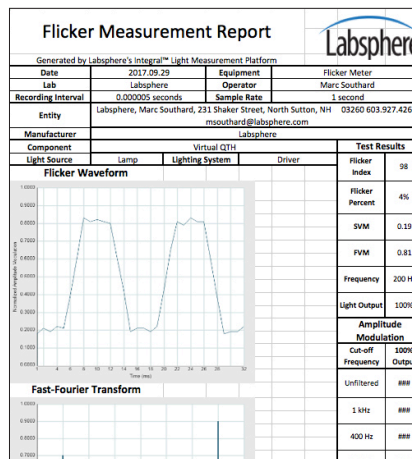 Flicker Measurement Report
Labsphere
Generated by Labsphere's Integral™ Light Measurement Platform
Date 2017.09.29 Equipment Flicker Meter
Lab Labsphere Operator Marc Southard
Recording Interval 0.000005 seconds Sample Rate 1 second
Entity Labsphere, Marc Southard, 231 Shaker Street, North Sutton, NH 03260 603.927.426
msouthard@labsphere.com
Manufacturer Labsphere
Component Virtual QTH Test Results
Light Source Lamp Lighting System Driver
Flicker Waveform
Flicker Index 98
Flicker Percent 4%
SVM 0.19
FVM 0.81
Frequency 200 H
Light Output 100%
Amplitude Modulation
Cut-off Frequency 100% Outpu
Unfiltered ###
1 kHz ###
400 Hz ###
Time (ms)
Fast-Fourier Transform